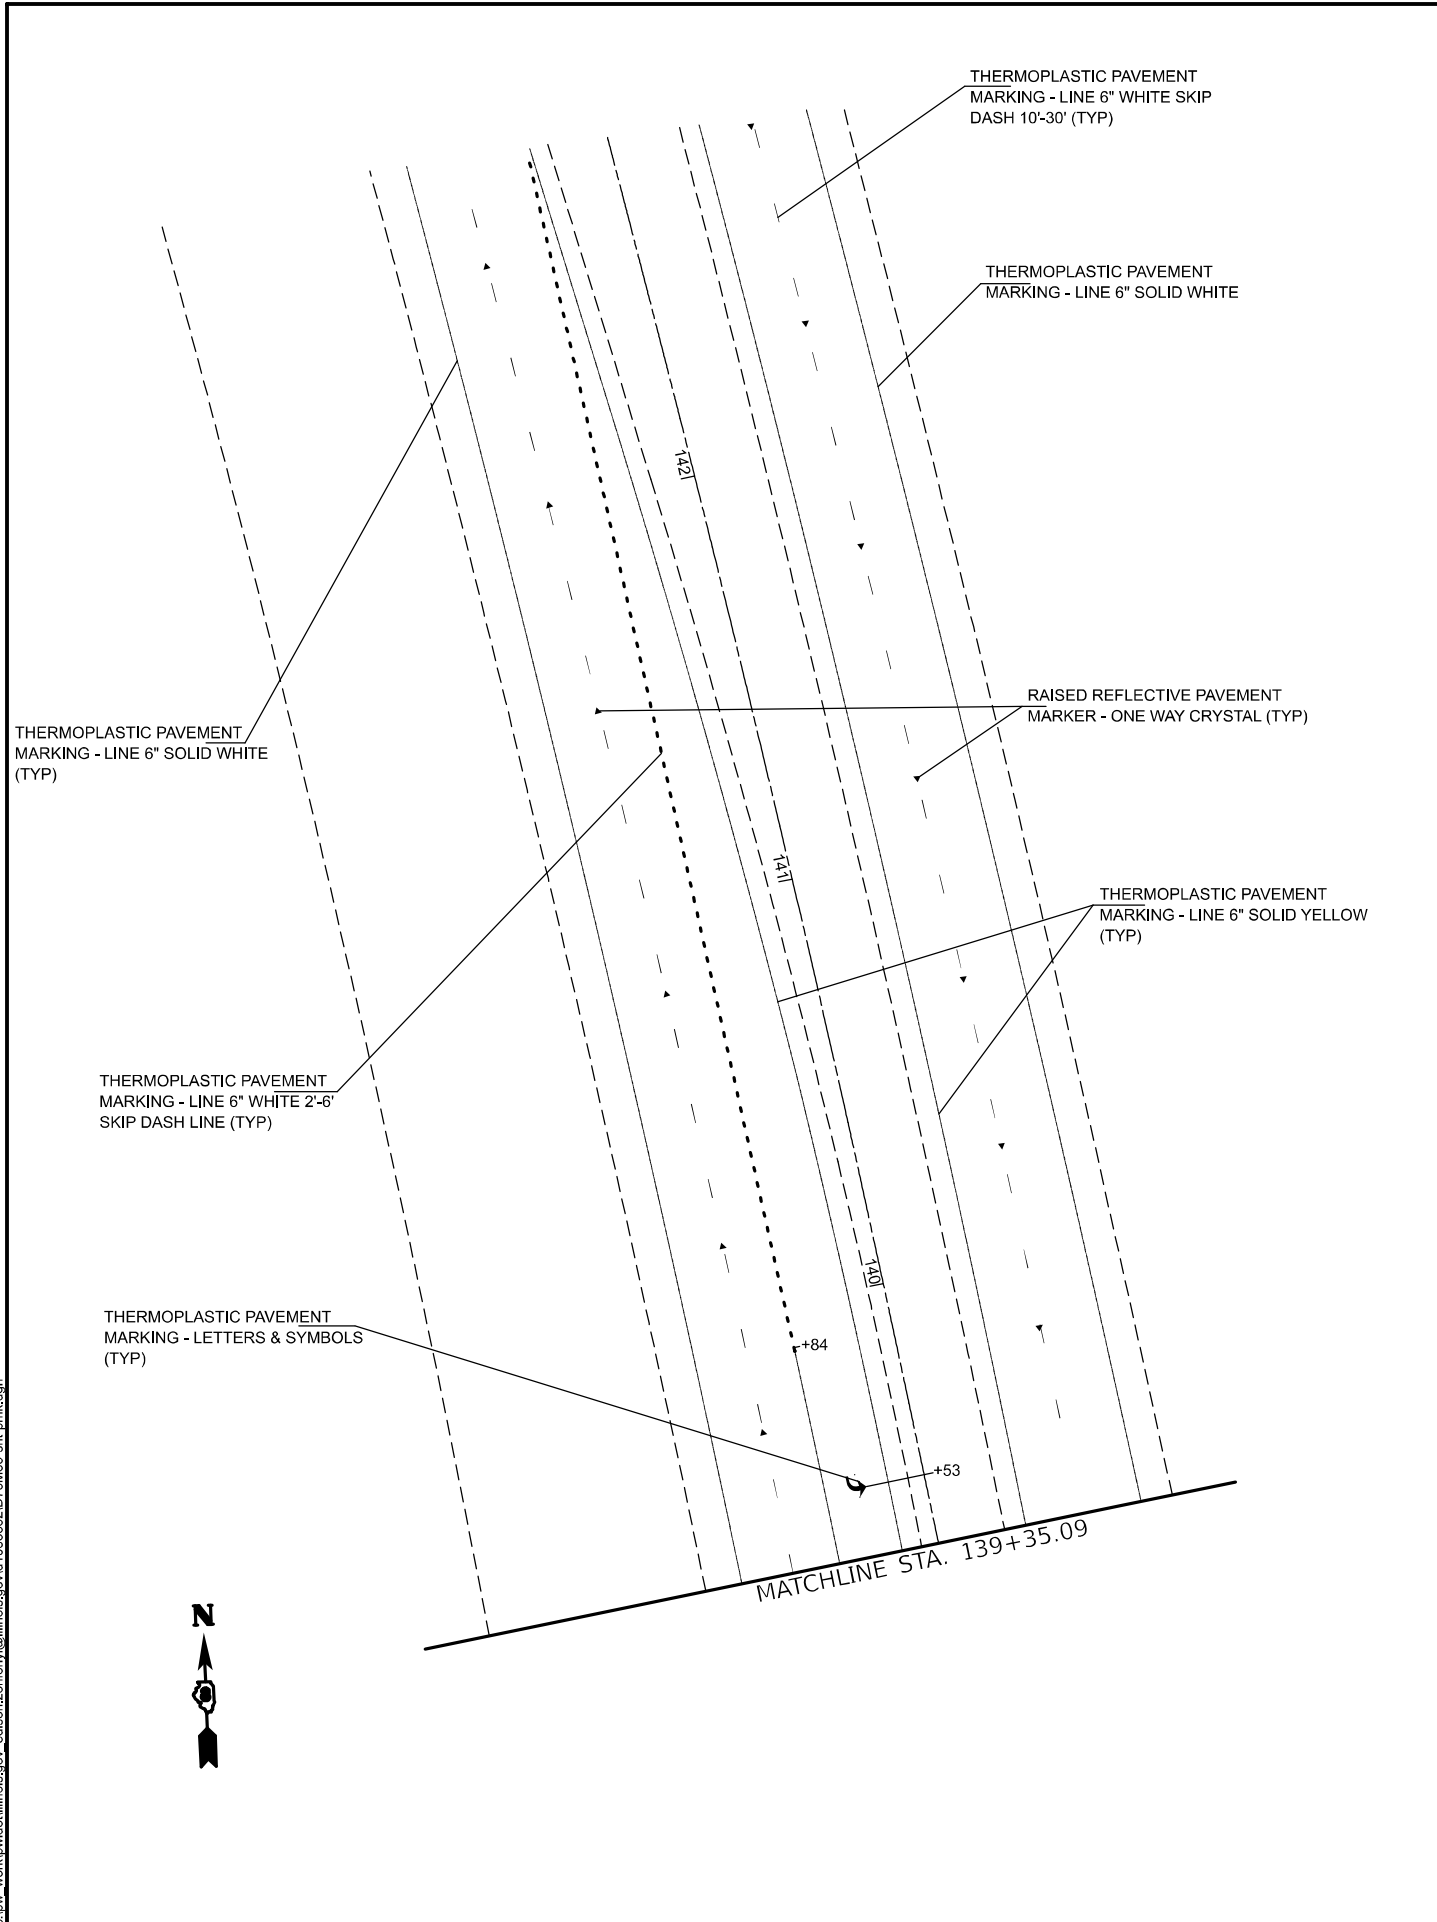 THERMOPLASTIC PAVEMENT
MARKING - LINE 6" WHITE SKIP
DASH 10'-30' (TYP)
THERMOPLASTIC PAVEMENT
MARKING - LINE 6" SOLID WHITE
142
RAISED REFLECTIVE PAVEMENT
MARKER - ONE WAY CRYSTAL (TYP)
THERMOPLASTIC PAVEMENT
MARKING - LINE 6" SOLID WHITE
(TYP)
141
THERMOPLASTIC PAVEMENT
MARKING - LINE 6" SOLID YELLOW
(TYP)
THERMOPLASTIC PAVEMENT
MARKING - LINE 6" WHITE 2'-6'
SKIP DASH LINE (TYP)
140
THERMOPLASTIC PAVEMENT
MARKING - LETTERS & SYMBOLS
(TYP)
+84
+53
MATCHLINE STA. 139+35.09
N